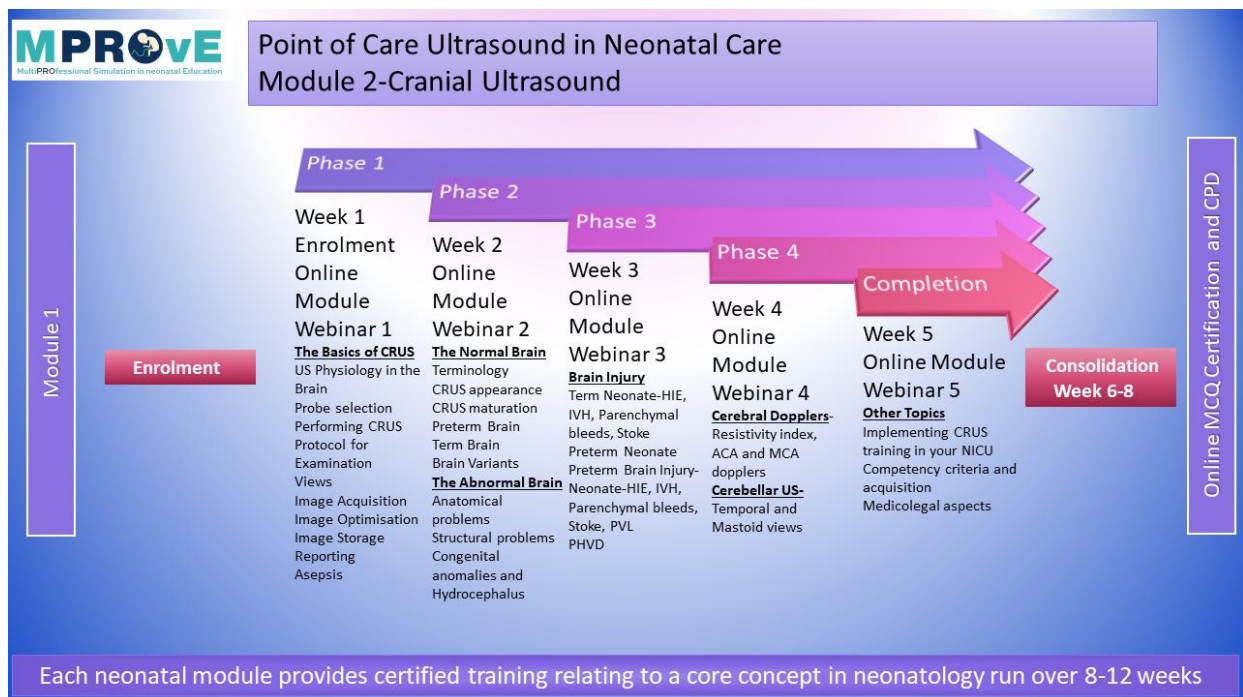 MPROvE
MultiPROfessional Simulation in neonatal Education
Point of Care Ultrasound in Neonatal Care
Module 2-Cranial Ultrasound
Module 1
Enrolment
Phase 1
Week 1
Enrolment
Online
Module
Webinar 1
The Basics of CRUS
US Physiology in the
Brain
Probe selection
Performing CRUS
Protocol for
Examination
Views
Image Acquisition
Image Optimisation
Image Storage
Reporting
Asepsis
Phase 2
Week 2
Online
Module
Webinar 2
The Normal Brain
Terminology
CRUS appearance
CRUS maturation
Preterm Brain
Term Brain
Brain Variants
The Abnormal Brain
Anatomical
problems
Structural problems
Congenital
anomalies and
Hydrocephalus
Phase 3
Week 3
Online
Module
Webinar 3
Brain Injury
Term Neonate-HIE,
IVH, Parenchymal
bleeds, Stoke
Preterm Neonate
Preterm Brain Injury-
Neonate-HIE, IVH,
Parenchymal bleeds,
Stoke, PVL
PHVD
Phase 4
Week 4
Online
Module
Webinar 4
Cerebral Dopplers-
Resistivity index,
ACA and MCA
dopplers
Cerebellar US-
Temporal and
Mastoid views
Completion
Week 5
Online Module
Webinar 5
Other Topics
Implementing CRUS
training in your NICU
Competency criteria and
acquisition
Medicolegal aspects
Consolidation
Week 6-8
Online MCQ Certification and CPD
Each neonatal module provides certified training relating to a core concept in neonatology run over 8-12 weeks